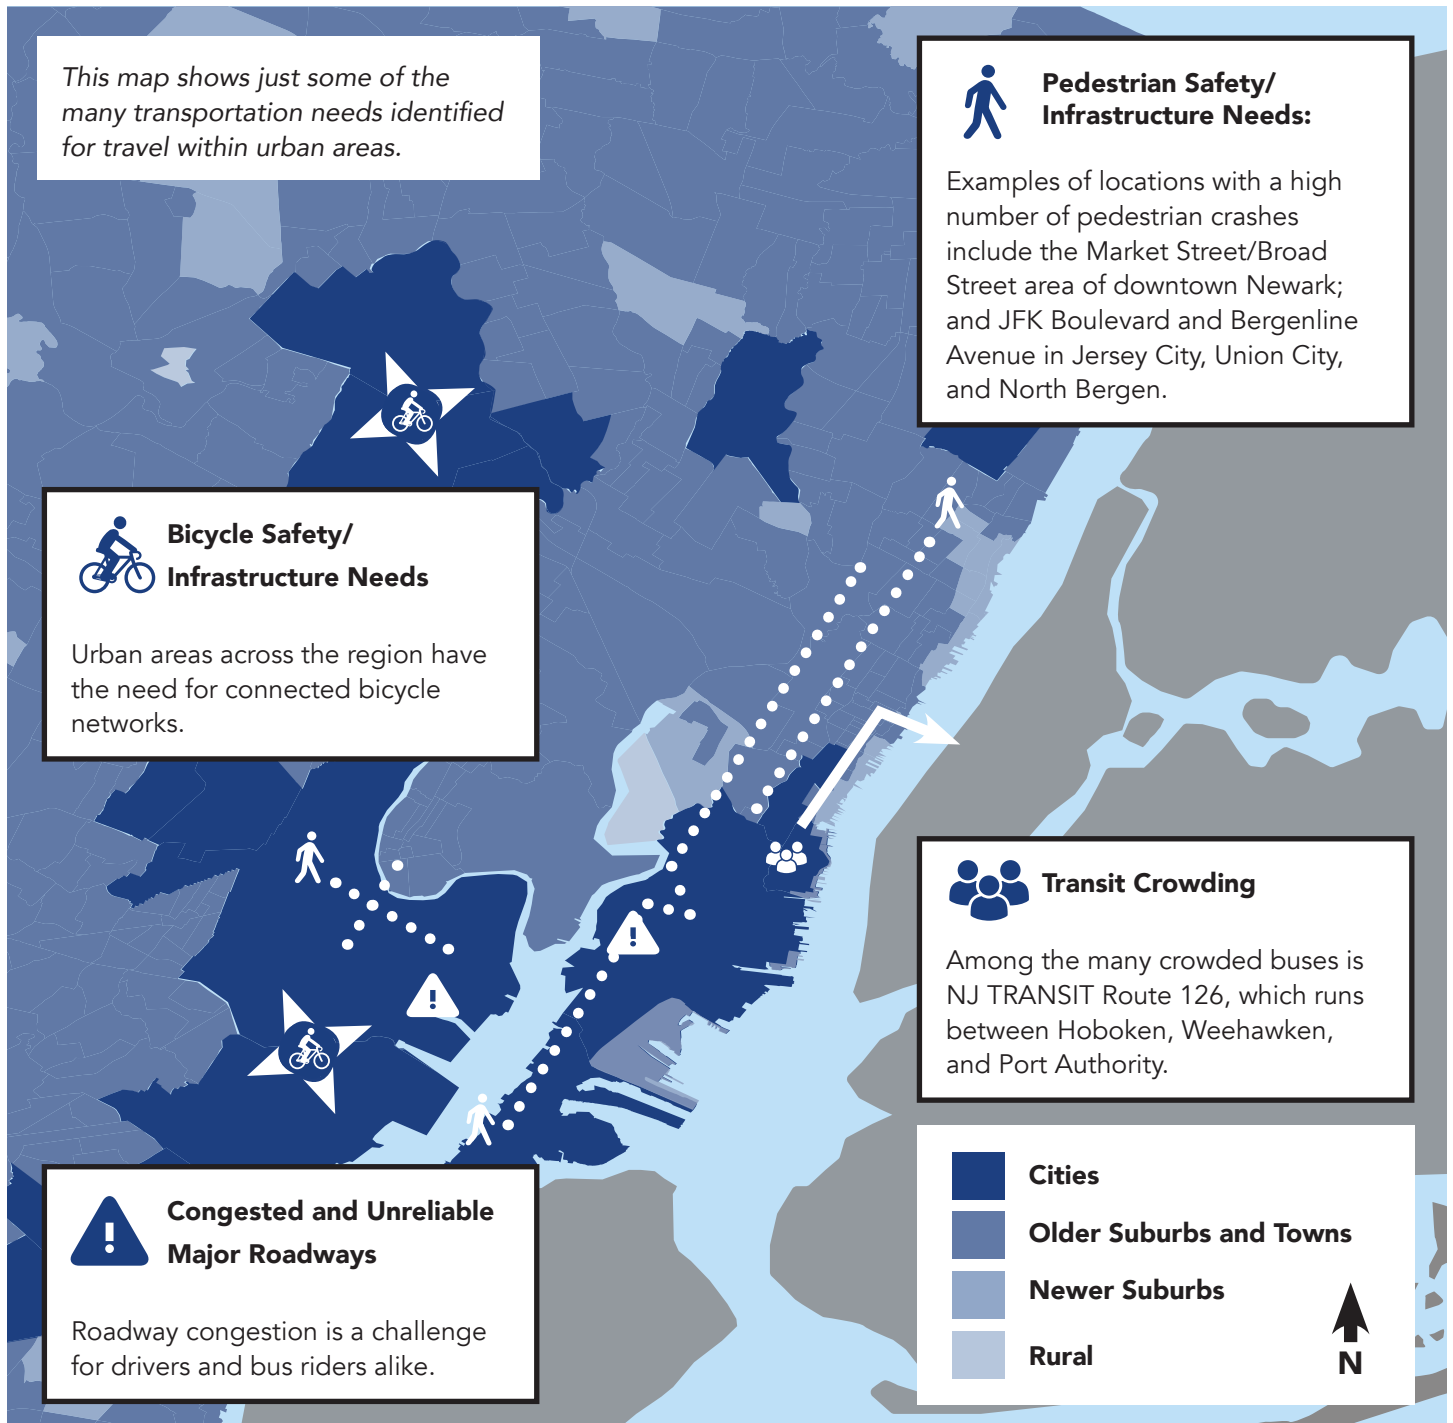 This map shows just some of the
many transportation needs identified
for travel within urban areas.
Pedestrian Safety/
Infrastructure Needs:
Examples of locations with a high
number of pedestrian crashes
include the Market Street/Broad
Street area of downtown Newark;
and JFK Boulevard and Bergenline
Avenue in Jersey City, Union City,
and North Bergen.
Bicycle Safety/
Infrastructure Needs
Urban areas across the region have
the need for connected bicycle
networks.
Transit Crowding
Among the many crowded buses is
NJ TRANSIT Route 126, which runs
between Hoboken, Weehawken,
and Port Authority.
Congested and Unreliable
Major Roadways
Roadway congestion is a challenge
for drivers and bus riders alike.
Cities
Older Suburbs and Towns
Newer Suburbs
Rural
N